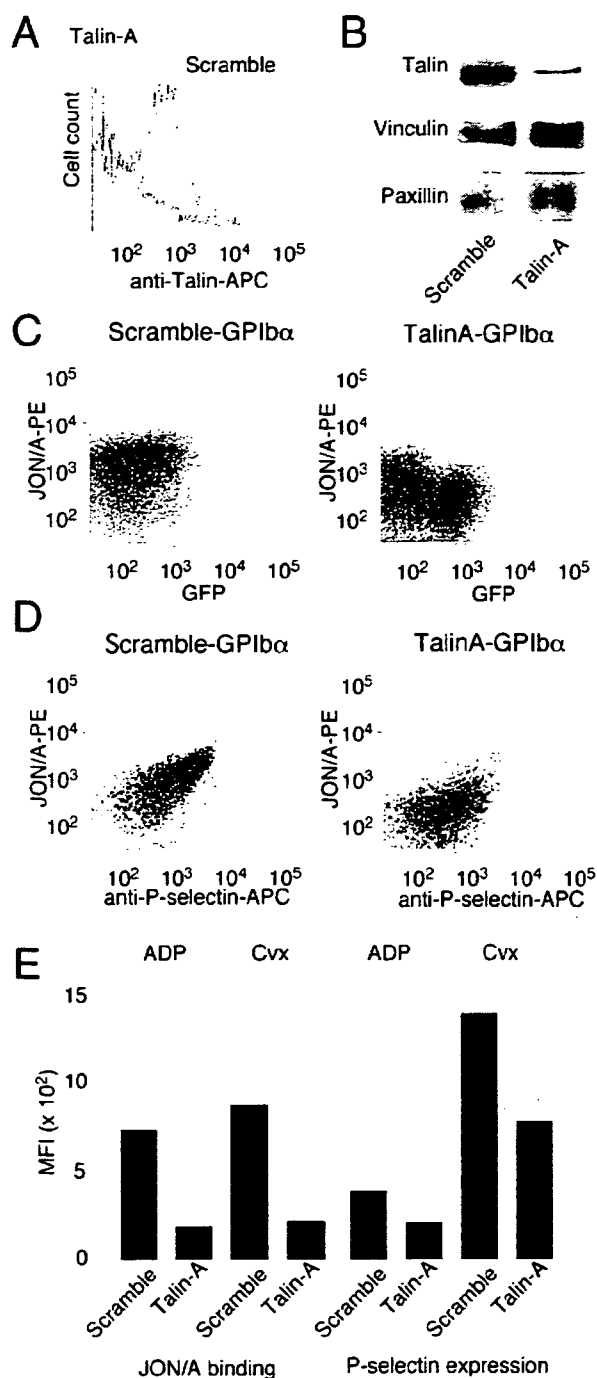 A
Talin-A
Scramble
Cell count
10² 10³ 10⁴ 10⁵
anti-Talin-APC
B
Talin
Vinculin
Paxillin
Scramble
Talin-A
C
Scramble-GPIbα
JON/A-PE
10⁵
10⁴
10³
10²
10² 10³ 10⁴ 10⁵
GFP
TalinA-GPIbα
JON/A-PE
10⁵
10⁴
10³
10²
10² 10³ 10⁴ 10⁵
GFP
D
Scramble-GPIbα
JON/A-PE
10⁵
10⁴
10³
10²
10² 10³ 10⁴ 10⁵
anti-P-selectin-APC
TalinA-GPIbα
JON/A-PE
10⁵
10⁴
10³
10²
10² 10³ 10⁴ 10⁵
anti-P-selectin-APC
E
ADP Cvx ADP Cvx
MFI (x 10²)
15
10
5
0
Scramble Talin-A Scramble Talin-A Scramble Talin-A Scramble Talin-A
JON/A binding P-selectin expression